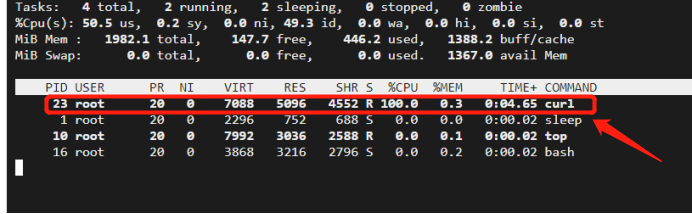 Tasks:   4 total,   2 running,   2 sleeping,   0 stopped,   0 zombie
%Cpu(s): 50.5 us,  0.2 sy,  0.0 ni, 49.3 id,  0.0 wa,  0.0 hi,  0.0 si,  0.0 st
MiB Mem :   1982.1 total,    147.7 free,    446.2 used,   1388.2 buff/cache
MiB Swap:      0.0 total,      0.0 free,      0.0 used.   1367.0 avail Mem
PID USER      PR  NI    VIRT    RES    SHR S  %CPU  %MEM     TIME+ COMMAND
23 root      20   0    7088   5096   4552 R 100.0   0.3   0:04.65 curl
1 root      20   0    2296    752    688 S   0.0   0.0   0:00.02 sleep
10 root      20   0    7992   3036   2588 R   0.0   0.1   0:00.02 top
16 root      20   0    3868   3216   2796 S   0.0   0.2   0:00.02 bash